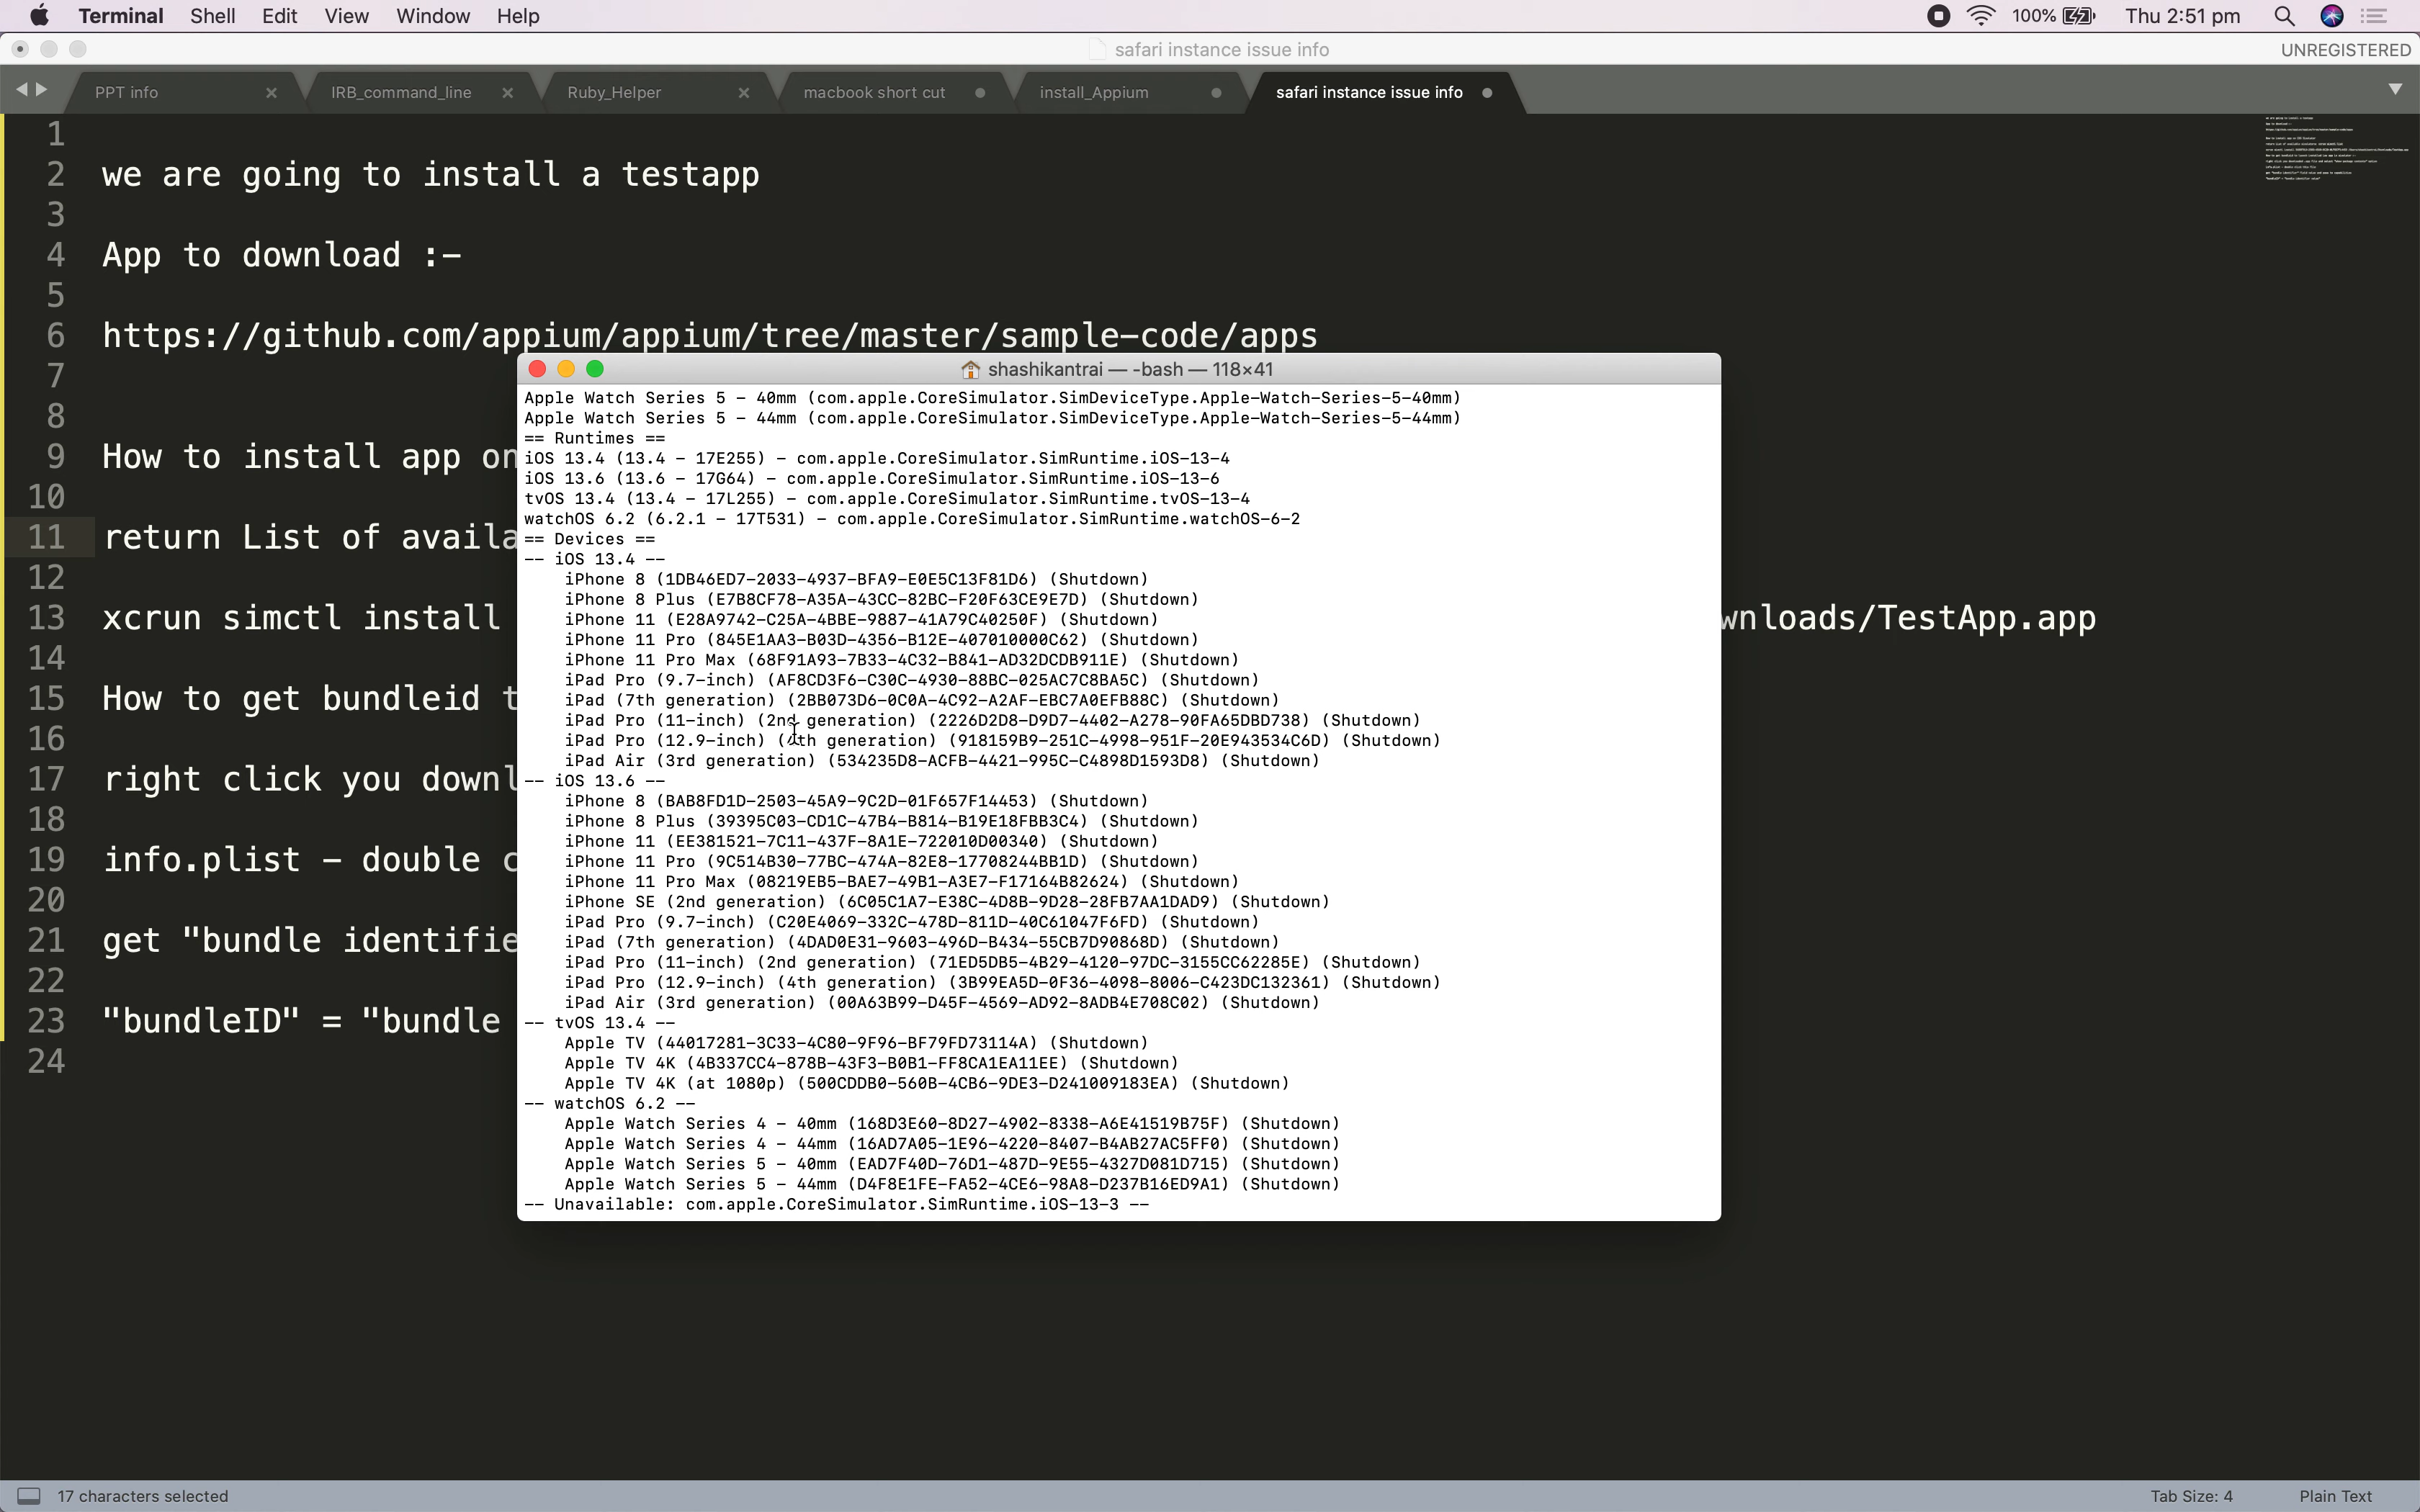 Terminal Shell Edit View Window Help 100% Thu 2:51 pm
safari instance issue info UNREGISTERED
PPT info IRB_command_line Ruby_Helper macbook short cut install_Appium safari instance issue info
1
2 we are going to install a testapp
3
4 App to download :-
5
6 https://github.com/appium/appium/tree/master/sample-code/apps
7
8
9 How to install app on
10
11 return List of availa
12
13 xcrun simctl install wnloads/TestApp.app
14
15 How to get bundleid t
16
17 right click you downl
18
19 info.plist - double c
20
21 get "bundle identifie
22
23 "bundleID" = "bundle
24
shashikantrai — -bash — 118×41
Apple Watch Series 5 - 40mm (com.apple.CoreSimulator.SimDeviceType.Apple-Watch-Series-5-40mm)
Apple Watch Series 5 - 44mm (com.apple.CoreSimulator.SimDeviceType.Apple-Watch-Series-5-44mm)
== Runtimes ==
iOS 13.4 (13.4 - 17E255) - com.apple.CoreSimulator.SimRuntime.iOS-13-4
iOS 13.6 (13.6 - 17G64) - com.apple.CoreSimulator.SimRuntime.iOS-13-6
tvOS 13.4 (13.4 - 17L255) - com.apple.CoreSimulator.SimRuntime.tvOS-13-4
watchOS 6.2 (6.2.1 - 17T531) - com.apple.CoreSimulator.SimRuntime.watchOS-6-2
== Devices ==
-- iOS 13.4 --
iPhone 8 (1DB46ED7-2033-4937-BFA9-E0E5C13F81D6) (Shutdown)
iPhone 8 Plus (E7B8CF78-A35A-43CC-82BC-F20F63CE9E7D) (Shutdown)
iPhone 11 (E28A9742-C25A-4BBE-9887-41A79C40250F) (Shutdown)
iPhone 11 Pro (845E1AA3-B03D-4356-B12E-407010000C62) (Shutdown)
iPhone 11 Pro Max (68F91A93-7B33-4C32-B841-AD32DCDB911E) (Shutdown)
iPad Pro (9.7-inch) (AF8CD3F6-C30C-4930-88BC-025AC7C8BA5C) (Shutdown)
iPad (7th generation) (2BB073D6-0C0A-4C92-A2AF-EBC7A0EFB88C) (Shutdown)
iPad Pro (11-inch) (2nd generation) (2226D2D8-D9D7-4402-A278-90FA65DBD738) (Shutdown)
iPad Pro (12.9-inch) (4th generation) (918159B9-251C-4998-951F-20E943534C6D) (Shutdown)
iPad Air (3rd generation) (534235D8-ACFB-4421-995C-C4898D1593D8) (Shutdown)
-- iOS 13.6 --
iPhone 8 (BAB8FD1D-2503-45A9-9C2D-01F657F14453) (Shutdown)
iPhone 8 Plus (39395C03-CD1C-47B4-B814-B19E18FBB3C4) (Shutdown)
iPhone 11 (EE381521-7C11-437F-8A1E-722010D00340) (Shutdown)
iPhone 11 Pro (9C514B30-77BC-474A-82E8-17708244BB1D) (Shutdown)
iPhone 11 Pro Max (08219EB5-BAE7-49B1-A3E7-F17164B82624) (Shutdown)
iPhone SE (2nd generation) (6C05C1A7-E38C-4D8B-9D28-28FB7AA1DAD9) (Shutdown)
iPad Pro (9.7-inch) (C20E4069-332C-478D-811D-40C61047F6FD) (Shutdown)
iPad (7th generation) (4DAD0E31-9603-496D-B434-55CB7D90868D) (Shutdown)
iPad Pro (11-inch) (2nd generation) (71ED5DB5-4B29-4120-97DC-3155CC62285E) (Shutdown)
iPad Pro (12.9-inch) (4th generation) (3B99EA5D-0F36-4098-8006-C423DC132361) (Shutdown)
iPad Air (3rd generation) (00A63B99-D45F-4569-AD92-8ADB4E708C02) (Shutdown)
-- tvOS 13.4 --
Apple TV (44017281-3C33-4C80-9F96-BF79FD73114A) (Shutdown)
Apple TV 4K (4B337CC4-878B-43F3-B0B1-FF8CA1EA11EE) (Shutdown)
Apple TV 4K (at 1080p) (500CDDB0-560B-4CB6-9DE3-D241009183EA) (Shutdown)
-- watchOS 6.2 --
Apple Watch Series 4 - 40mm (168D3E60-8D27-4902-8338-A6E41519B75F) (Shutdown)
Apple Watch Series 4 - 44mm (16AD7A05-1E96-4220-8407-B4AB27AC5FF0) (Shutdown)
Apple Watch Series 5 - 40mm (EAD7F40D-76D1-487D-9E55-4327D081D715) (Shutdown)
Apple Watch Series 5 - 44mm (D4F8E1FE-FA52-4CE6-98A8-D237B16ED9A1) (Shutdown)
-- Unavailable: com.apple.CoreSimulator.SimRuntime.iOS-13-3 --
17 characters selected Tab Size: 4 Plain Text